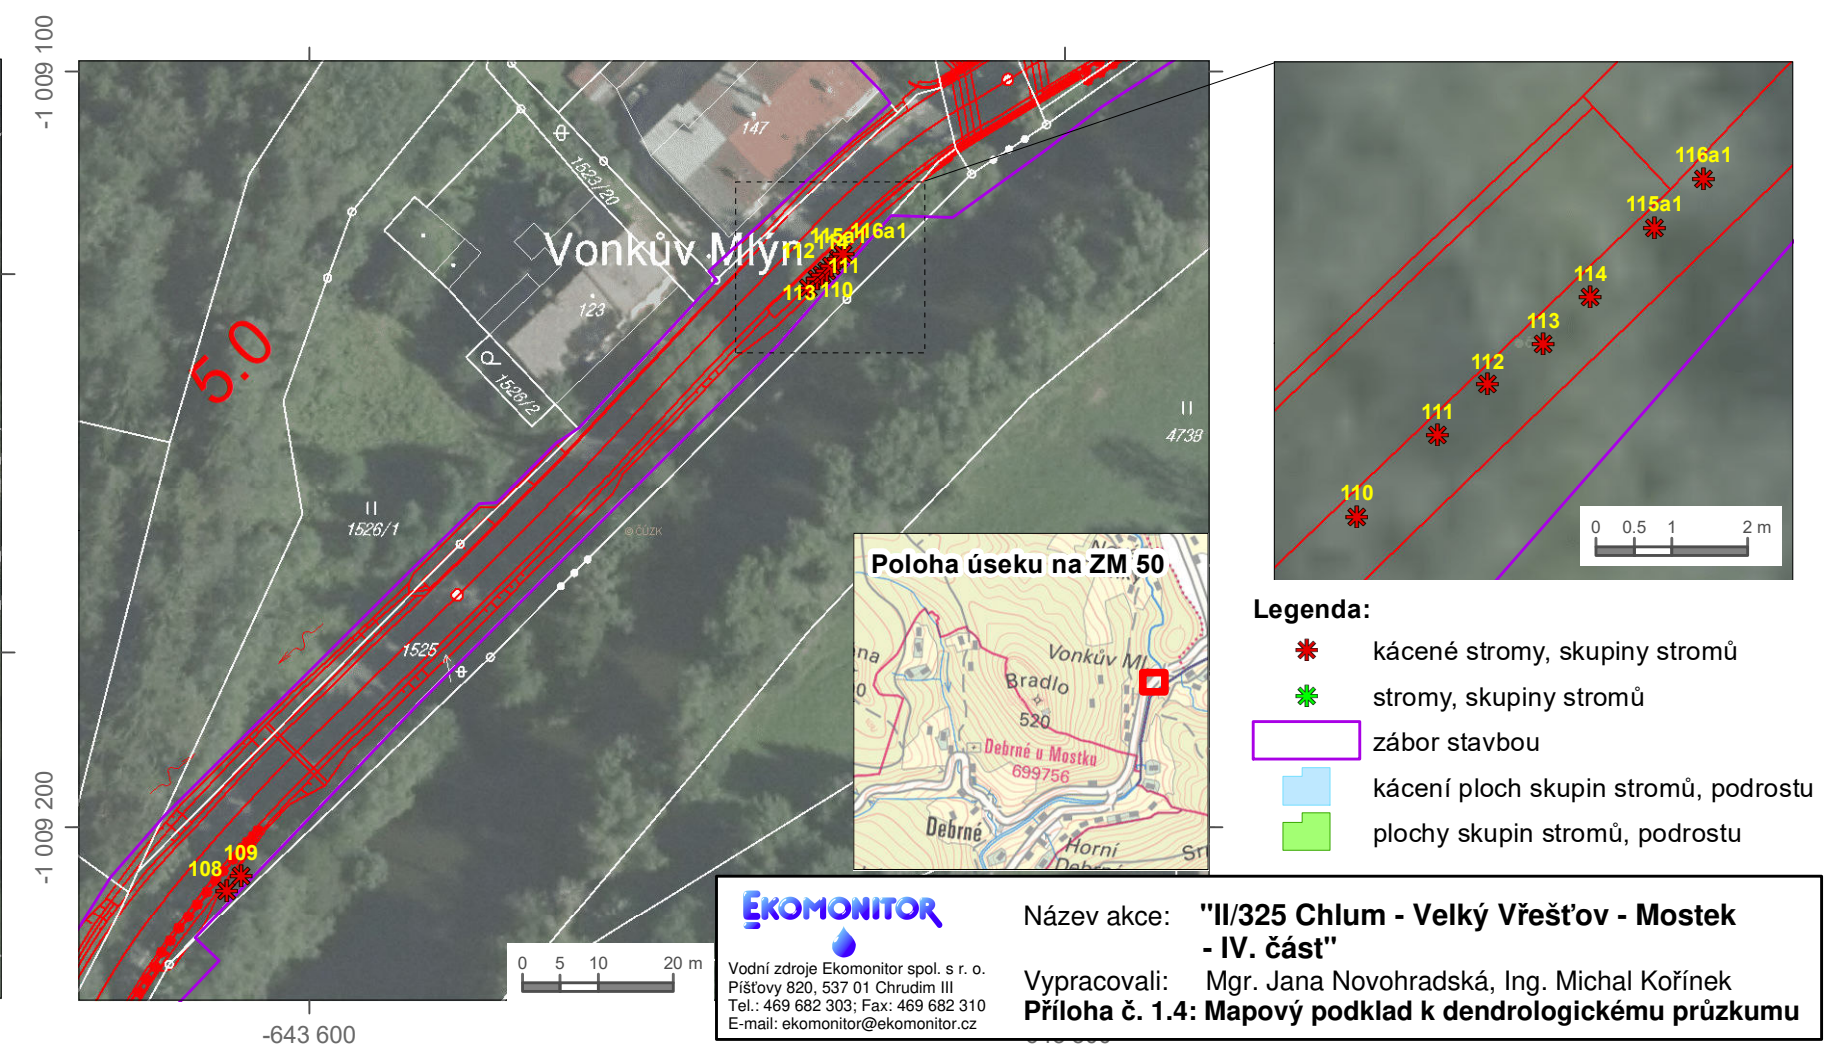 -1 009 100
-1 009 200
-643 600
147
1523/20
Vonkův Mlýn
123
1526/2
5.0
II
1526/1
II
4738
1525
© ČÚZK
115a1
116a1
112
114
111
113
110
109
108
0 5 10 20 m
116a1
115a1
114
113
112
111
110
0 0.5 1 2 m
Poloha úseku na ZM 50
Vonkův Ml.
Bradlo
520
Debrné u Mostku
699756
Debrné
Horní
Legenda:
kácené stromy, skupiny stromů
stromy, skupiny stromů
zábor stavbou
kácení ploch skupin stromů, podrostu
plochy skupin stromů, podrostu
EKOMONITOR
Vodní zdroje Ekomonitor spol. s r. o.
Píšťovy 820, 537 01 Chrudim III
Tel.: 469 682 303; Fax: 469 682 310
E-mail: ekomonitor@ekomonitor.cz
Název akce: "II/325 Chlum - Velký Vřešťov - Mostek
- IV. část"
Vypracovali: Mgr. Jana Novohradská, Ing. Michal Kořínek
Příloha č. 1.4: Mapový podklad k dendrologickému průzkumu